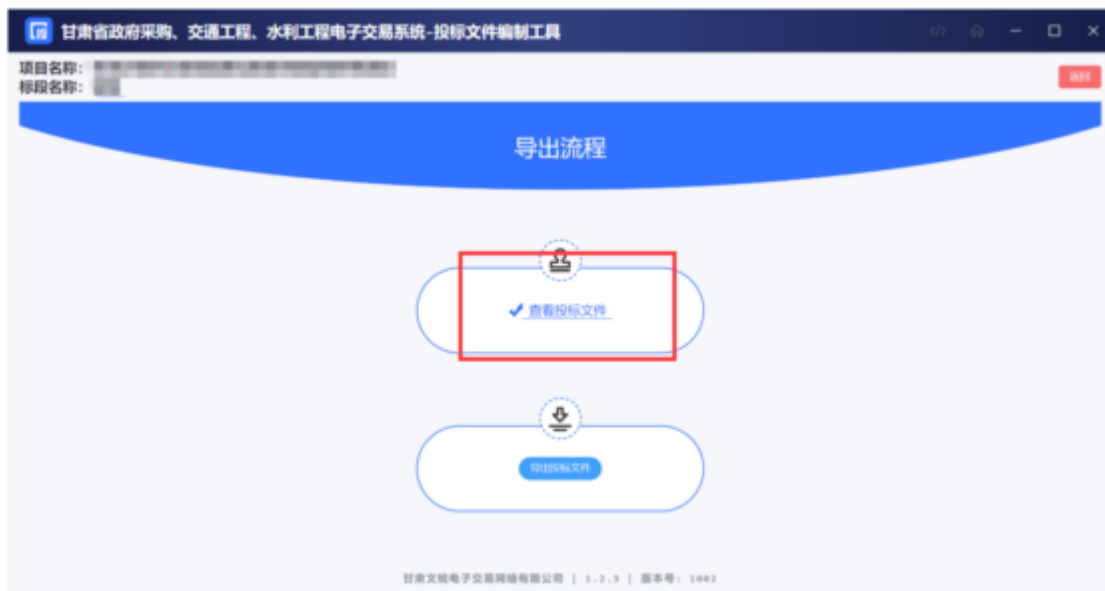 甘肃省政府采购、交通工程、水利工程电子交易系统-投标文件编制工具
项目名称：
标段名称：
返回
导出流程
查看投标文件
导出投标文件
甘肃文锐电子交易网络有限公司 | 1.2.3 | 版本号: 1002